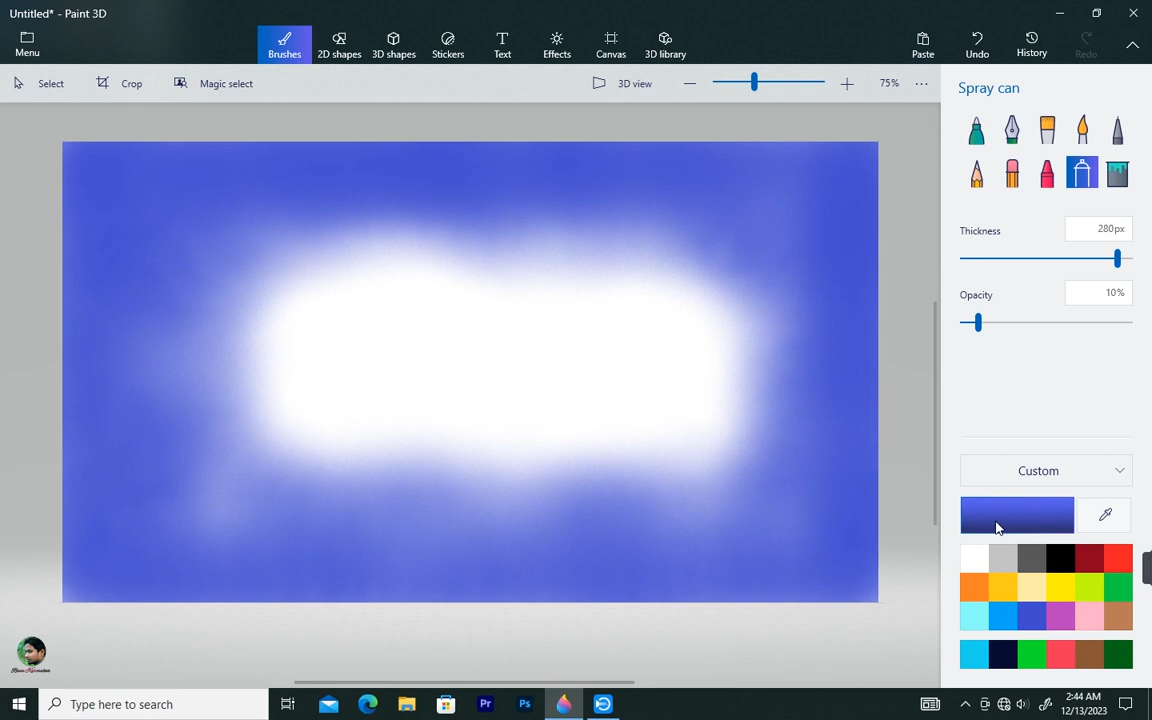 Untitled* - Paint 3D
Menu
Brushes
2D shapes
3D shapes
Stickers
Text
Effects
Canvas
3D library
Paste
Undo
History
Redo
Select
Crop
Magic select
3D view
75%
Spray can
Thickness
280px
Opacity
10%
Custom
Type here to search
Pr
Ps
2:44 AM
12/13/2023